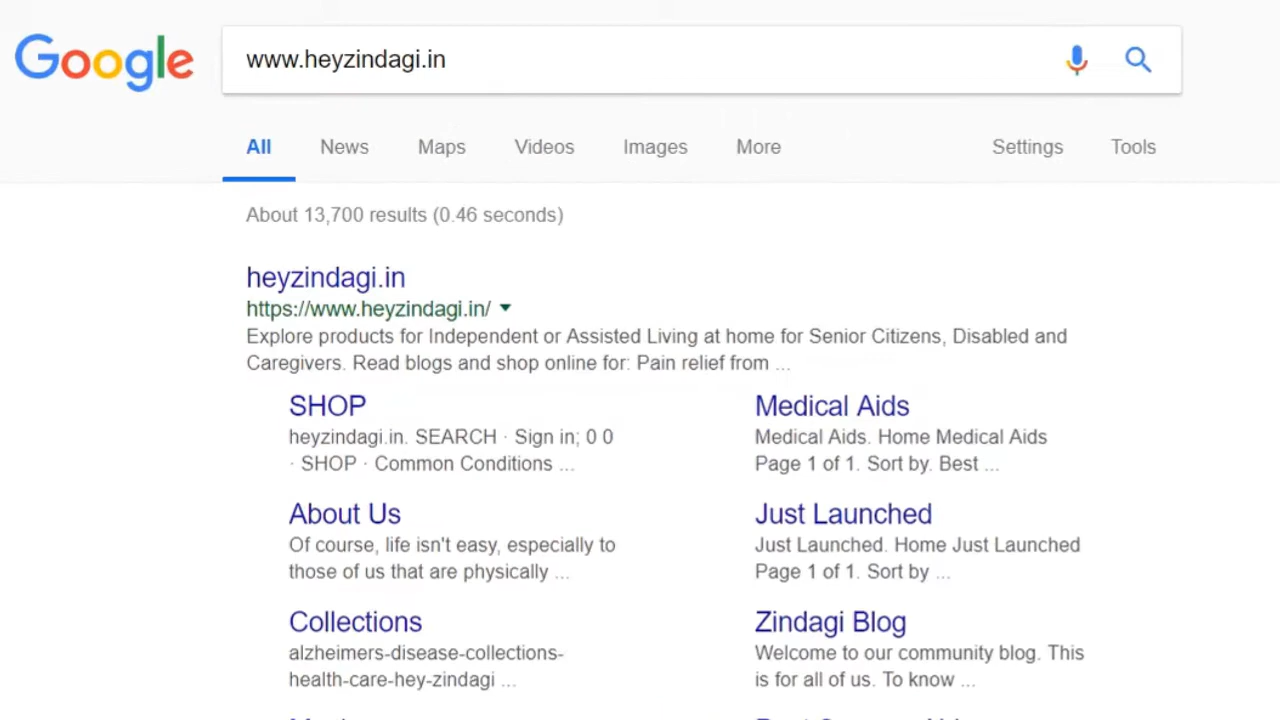 Google
www.heyzindagi.in
All News Maps Videos Images More Settings Tools
About 13,700 results (0.46 seconds)
heyzindagi.in
https://www.heyzindagi.in/
Explore products for Independent or Assisted Living at home for Senior Citizens, Disabled and
Caregivers. Read blogs and shop online for: Pain relief from ...
SHOP
heyzindagi.in. SEARCH · Sign in; 0 0
· SHOP · Common Conditions ...
Medical Aids
Medical Aids. Home Medical Aids
Page 1 of 1. Sort by. Best ...
About Us
Of course, life isn't easy, especially to
those of us that are physically ...
Just Launched
Just Launched. Home Just Launched
Page 1 of 1. Sort by ...
Collections
alzheimers-disease-collections-
health-care-hey-zindagi ...
Zindagi Blog
Welcome to our community blog. This
is for all of us. To know ...